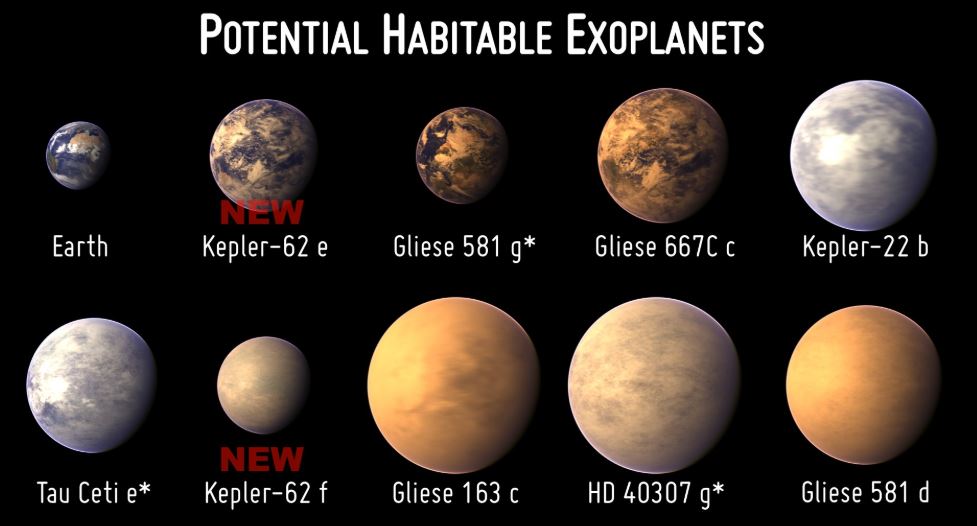 POTENTIAL HABITABLE EXOPLANETS
NEW
Earth
Kepler-62 e
Gliese 581 g*
Gliese 667C c
Kepler-22 b
NEW
Tau Ceti e*
Kepler-62 f
Gliese 163 c
HD 40307 g*
Gliese 581 d